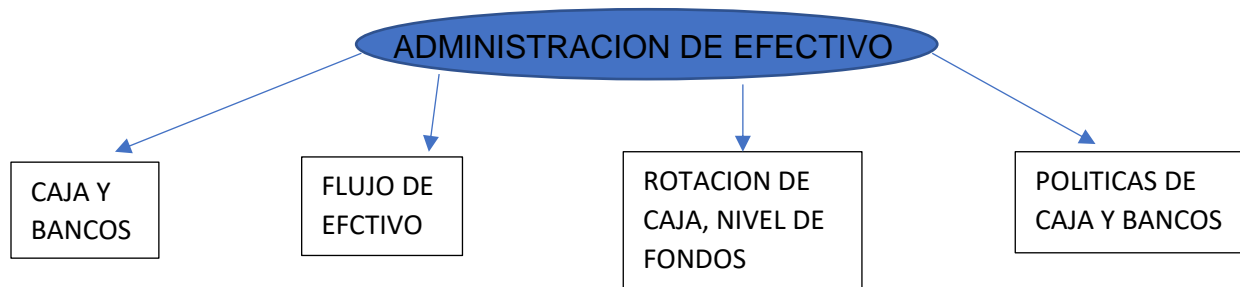 ADMINISTRACION DE EFECTIVO
CAJA Y
BANCOS
FLUJO DE
EFCTIVO
ROTACION DE
CAJA, NIVEL DE
FONDOS
POLITICAS DE
CAJA Y BANCOS